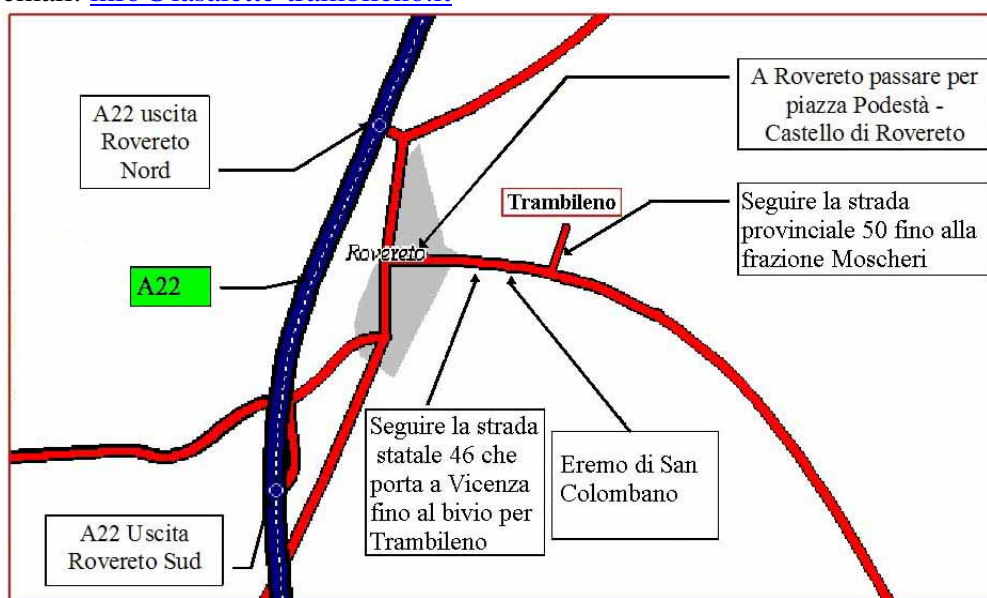 A22 uscita
Rovereto
Nord
A Rovereto passare per
piazza Podestà -
Castello di Rovereto
Trambileno
Seguire la strada
provinciale 50 fino alla
frazione Moscheri
Rovereto
A22
Seguire la strada
statale 46 che
porta a Vicenza
fino al bivio per
Trambileno
Eremo di San
Colombano
A22 Uscita
Rovereto Sud